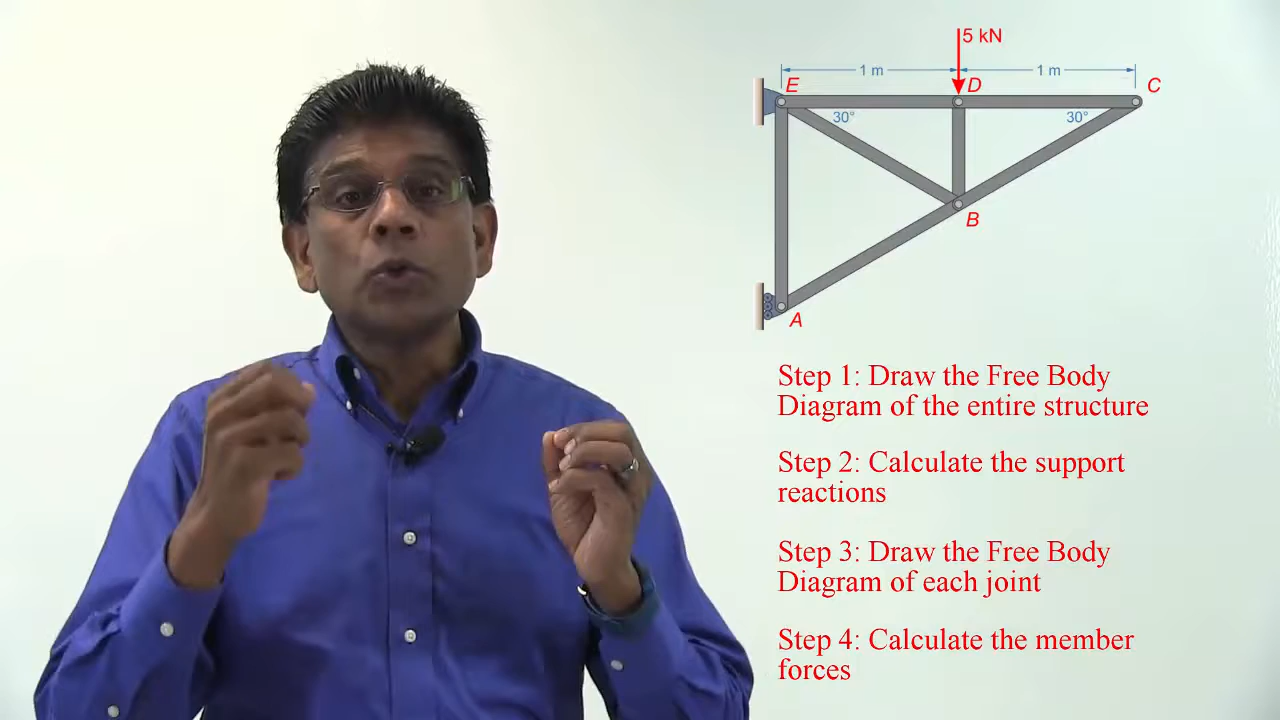 5 kN
1 m 1 m
E D C
30° 30°
B
A
Step 1: Draw the Free Body
Diagram of the entire structure
Step 2: Calculate the support
reactions
Step 3: Draw the Free Body
Diagram of each joint
Step 4: Calculate the member
forces